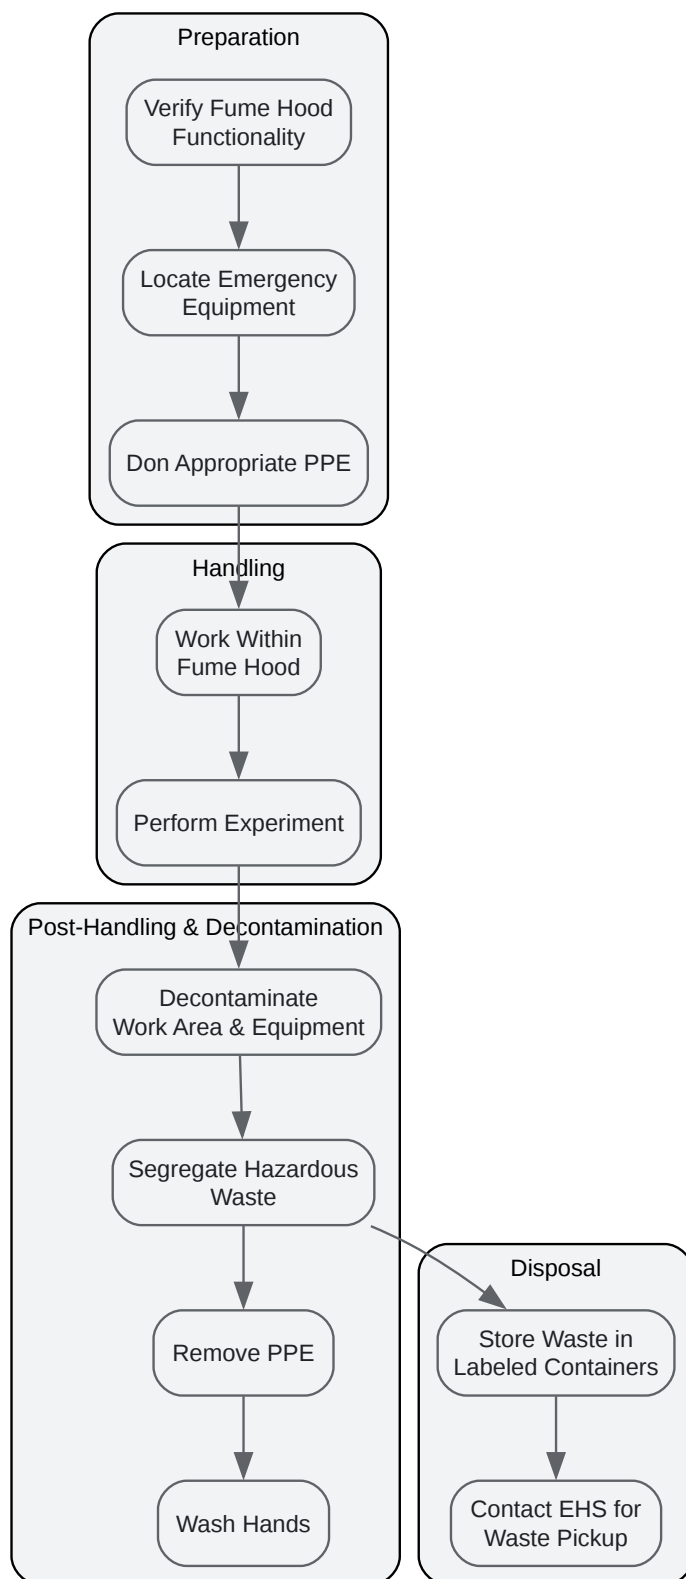 Preparation
Verify Fume Hood
Functionality
Locate Emergency
Equipment
Don Appropriate PPE
Handling
Work Within
Fume Hood
Perform Experiment
Post-Handling & Decontamination
Decontaminate
Work Area & Equipment
Segregate Hazardous
Waste
Remove PPE
Wash Hands
Disposal
Store Waste in
Labeled Containers
Contact EHS for
Waste Pickup